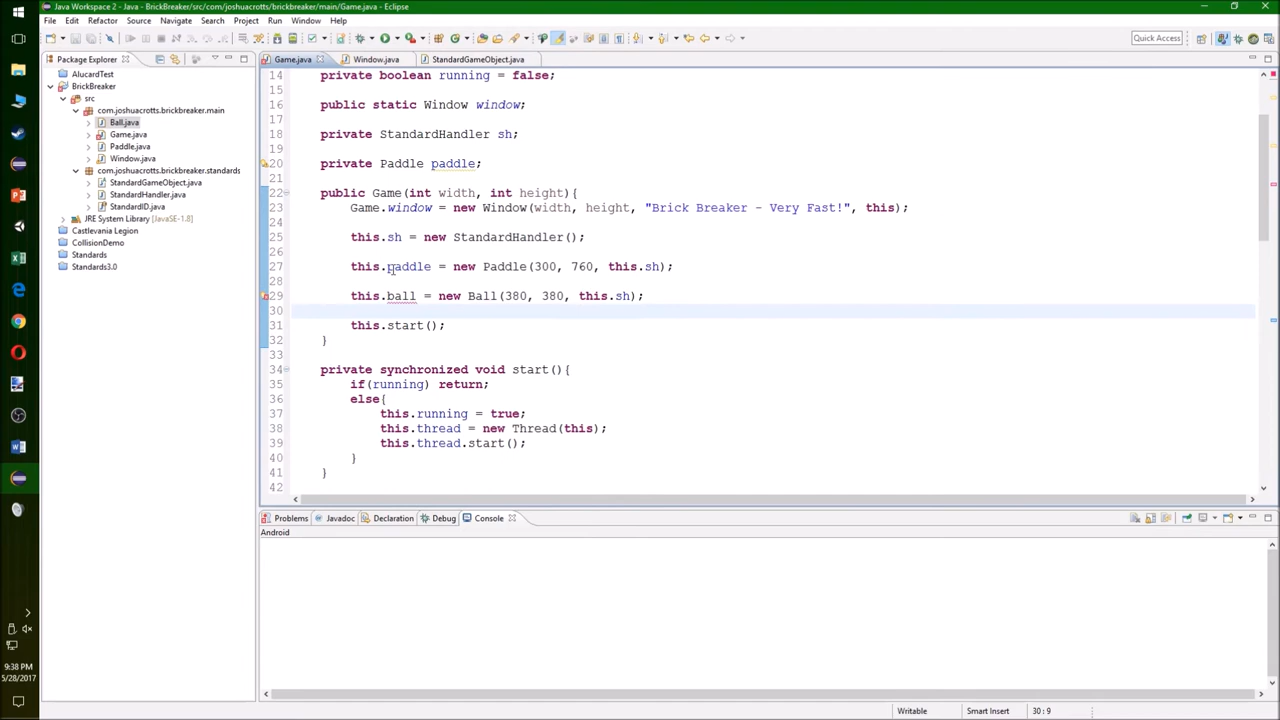 Java Workspace 2 - BrickBreaker/src/com/joshuacrotts/brickbreaker/main/Game.java - Eclipse
File Edit Refactor Source Navigate Search Project Run Window Help
Quick Access
Package Explorer
AlucardTest
BrickBreaker
src
com.joshuacrotts.brickbreaker.main
Ball.java
Game.java
Paddle.java
Window.java
com.joshuacrotts.brickbreaker.standards
StandardGameObject.java
StandardHandler.java
StandardID.java
JRE System Library [JavaSE-1.8]
Castlevania Legion
CollisionDemo
Standards
Standards3.0
Game.java Window.java StandardGameObject.java
14 private boolean running = false;
15
16 public static Window window;
17
18 private StandardHandler sh;
19
20 private Paddle paddle;
21
22 public Game(int width, int height){
23 Game.window = new Window(width, height, "Brick Breaker - Very Fast!", this);
24
25 this.sh = new StandardHandler();
26
27 this.paddle = new Paddle(300, 760, this.sh);
28
29 this.ball = new Ball(380, 380, this.sh);
30
31 this.start();
32 }
33
34 private synchronized void start(){
35 if(running) return;
36 else{
37 this.running = true;
38 this.thread = new Thread(this);
39 this.thread.start();
40 }
41 }
42
Problems Javadoc Declaration Debug Console
Android
Writable Smart Insert 30 : 9
9:38 PM
5/28/2017